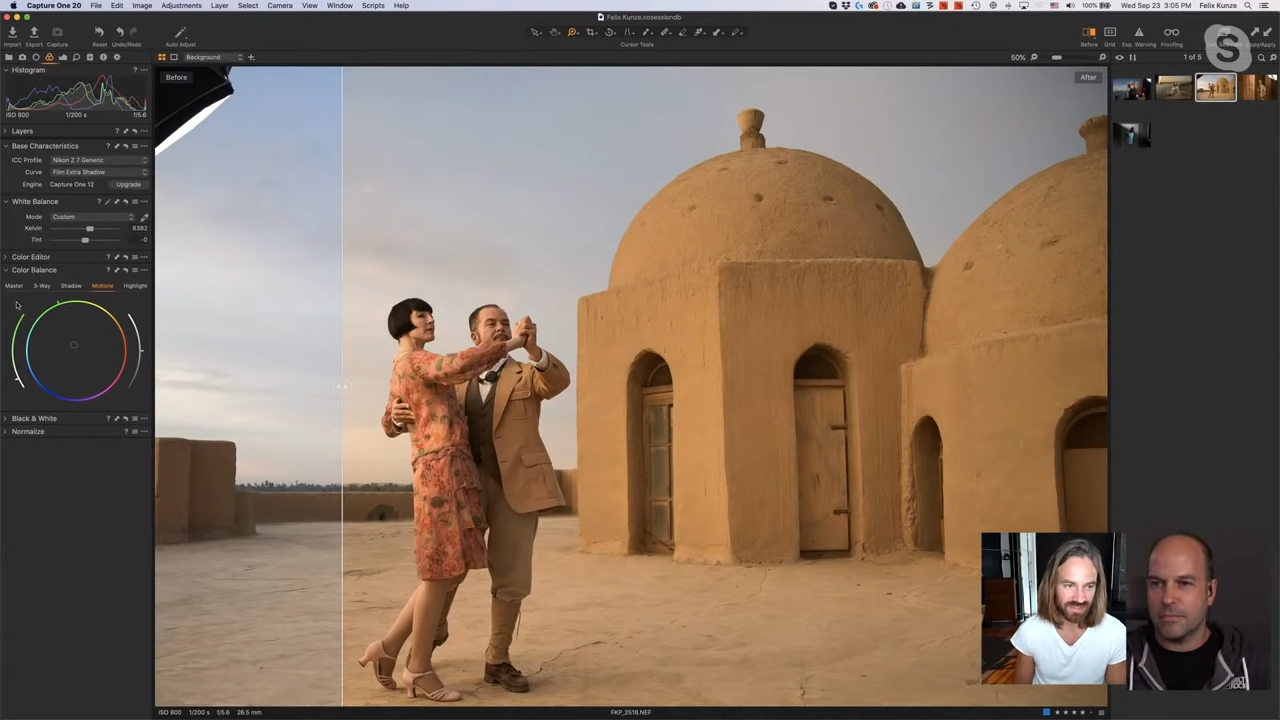 Capture One 20 File Edit Image Adjustments Layer Select Camera View Window Scripts Help 100% Wed Sep 23 3:05 PM Felix Kunze
Felix Kunze.cosessiondb
Import Export Capture Reset Undo/Redo Auto Adjust Cursor Tools Before Grid Exp. Warning Proofing Copy/Apply
Background 50% 1 of 5
Histogram
Before After
ISO 800 1/200 s f/5.6
Layers
Base Characteristics
ICC Profile Nikon Z 7 Generic
Curve Film Extra Shadow
Engine Capture One 12 Upgrade
White Balance
Mode Custom
Kelvin 8382
Tint -0
Color Editor
Color Balance
Master 3-Way Shadow Midtone Highlight
Black & White
Normalize
ISO 800 1/200 s f/5.6 26.5 mm FKP_2518.NEF